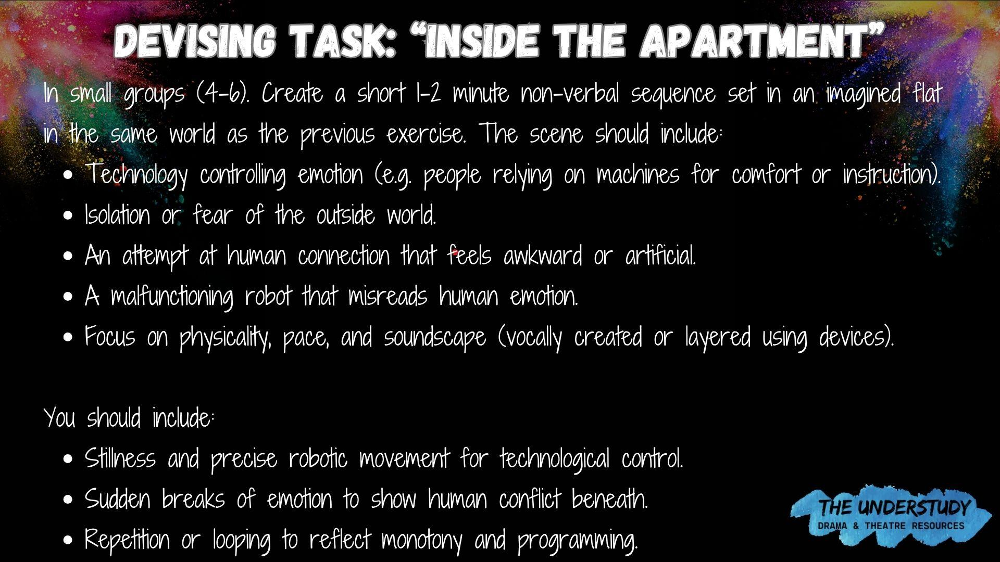 DEVISING TASK: “INSIDE THE APARTMENT”
In small groups (4-6). Create a short 1-2 minute non-verbal sequence set in an imagined flat
in the same world as the previous exercise. The scene should include:
• Technology controlling emotion (e.g. people relying on machines for comfort or instruction).
• Isolation or fear of the outside world.
• An attempt at human connection that feels awkward or artificial.
• A malfunctioning robot that misreads human emotion.
• Focus on physicality, pace, and soundscape (vocally created or layered using devices).
You should include:
• Stillness and precise robotic movement for technological control.
• Sudden breaks of emotion to show human conflict beneath.
• Repetition or looping to reflect monotony and programming.
THE UNDERSTUDY
DRAMA & THEATRE RESOURCES